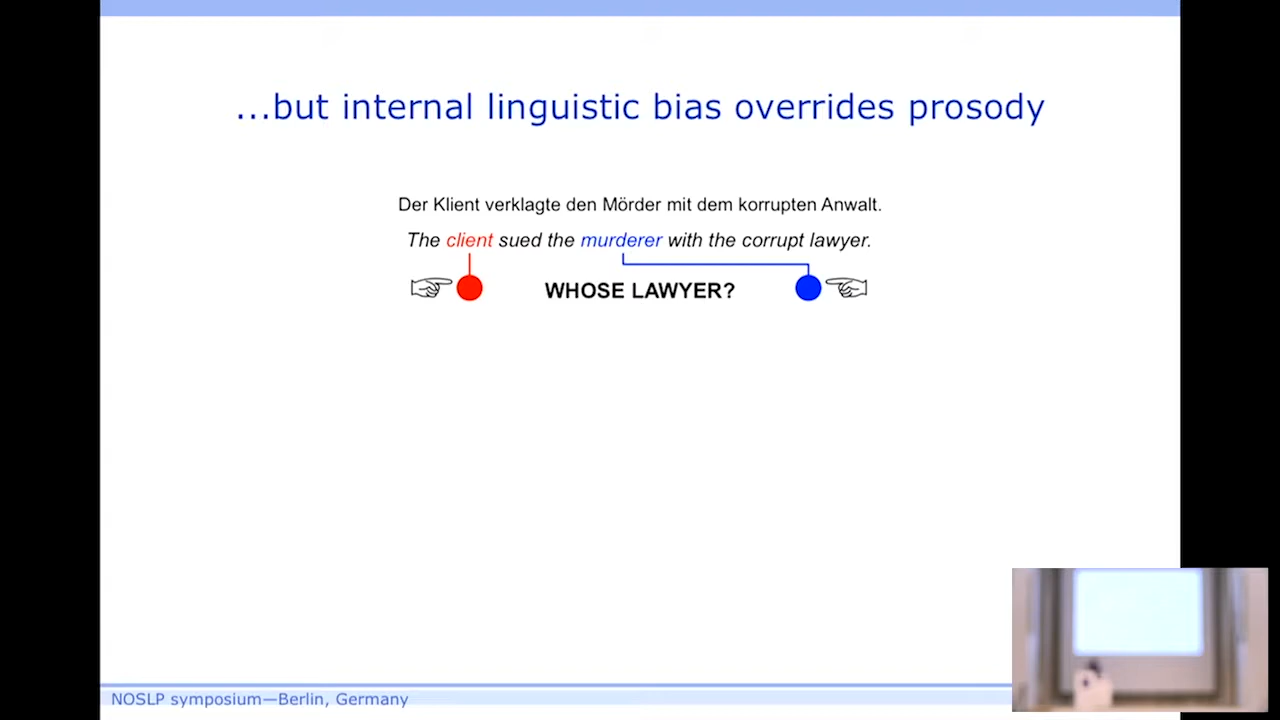 ...but internal linguistic bias overrides prosody
Der Klient verklagte den Mörder mit dem korrupten Anwalt.
The client sued the murderer with the corrupt lawyer.
WHOSE LAWYER?
NOSLP symposium—Berlin, Germany